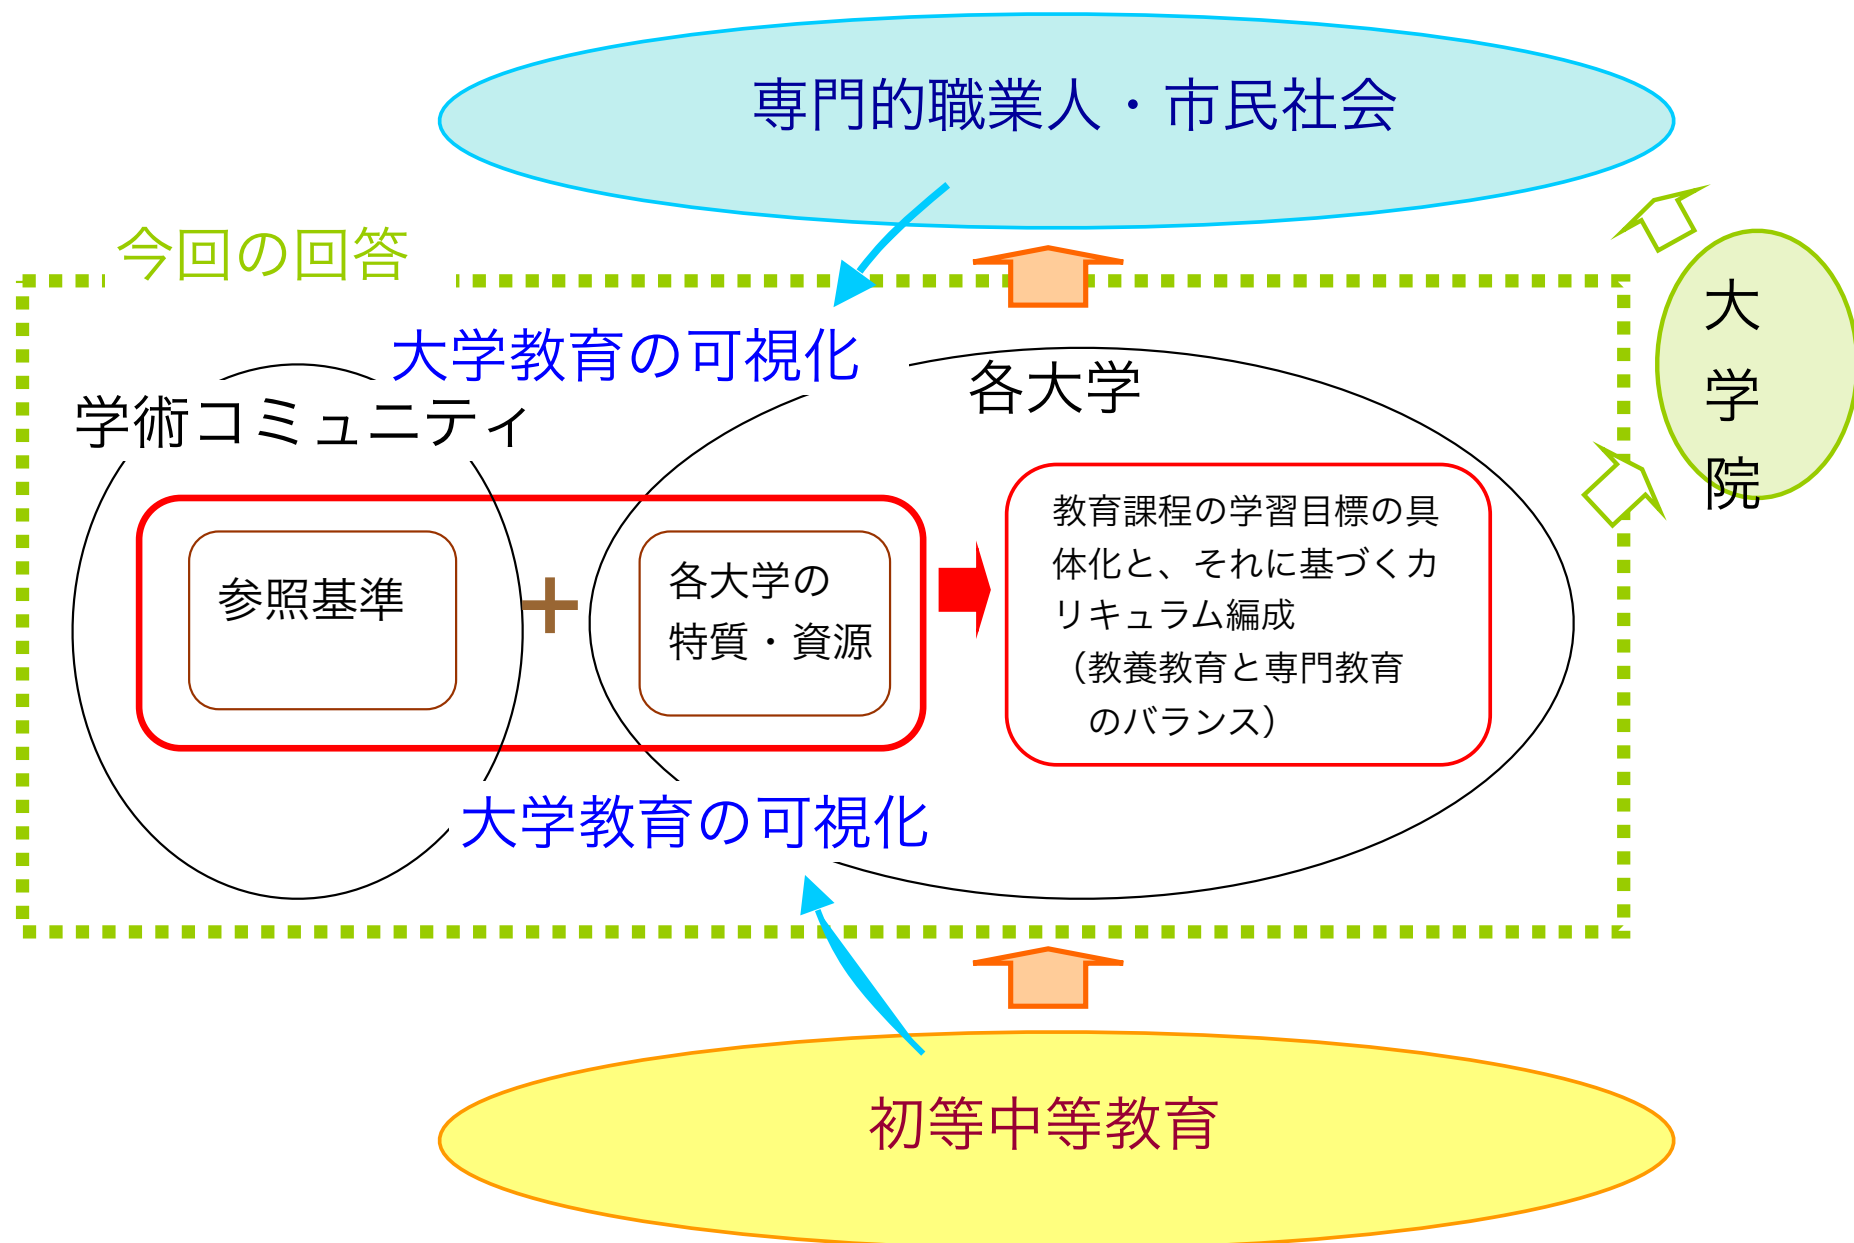 専門的職業人・市民社会
今回の回答
大学教育の可視化
学術コミュニティ
各大学
大
学
院
参照基準
＋
各大学の
特質・資源
教育課程の学習目標の具
体化と、それに基づくカ
リキュラム編成
（教養教育と専門教育
のバランス）
大学教育の可視化
初等中等教育